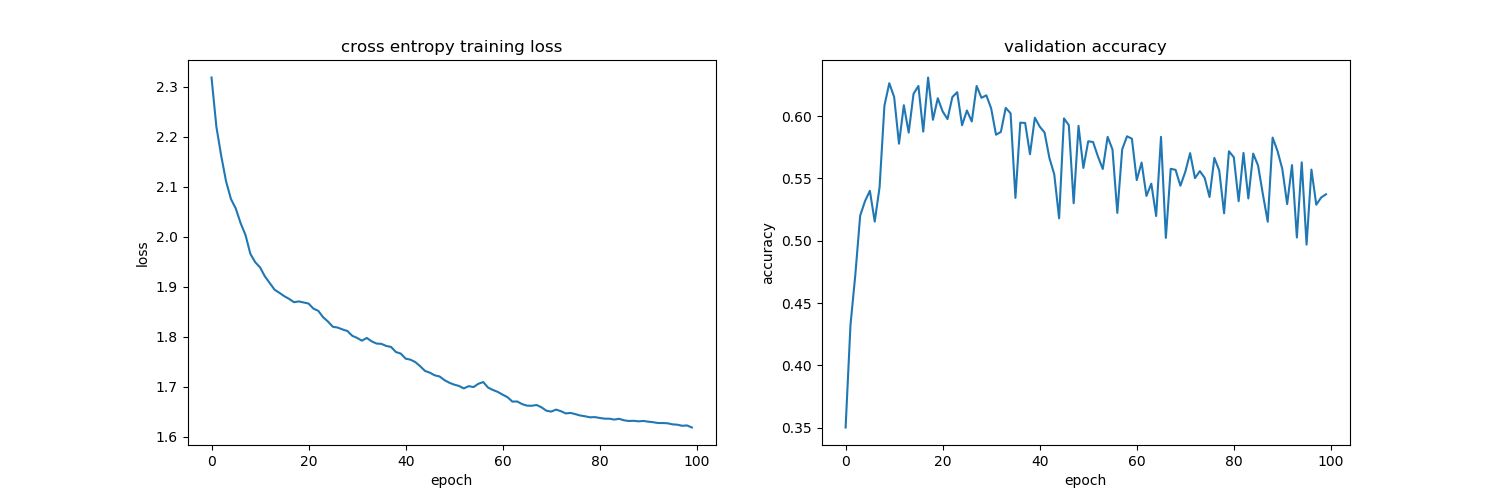 cross entropy training loss
2.3
2.2
2.1
2.0
1.9
1.8
1.7
1.6
loss
0 20 40 60 80 100
epoch
validation accuracy
0.60
0.55
0.50
0.45
0.40
0.35
accuracy
0 20 40 60 80 100
epoch